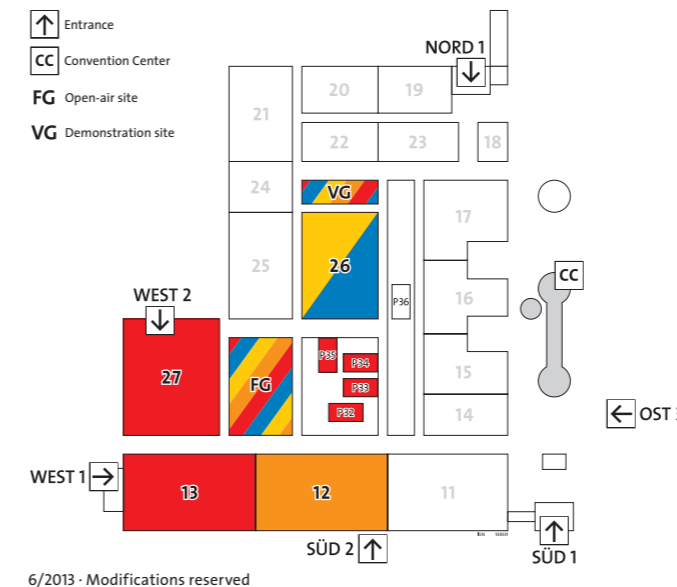 Entrance
CC Convention Center
FG Open-air site
VG Demonstration site
NORD 1
20 19
21
22 23 18
24
VG
17
25 26
CC
P36 16
WEST 2
27 FG P35
P34
P33
P32
15
14
OST 3
WEST 1
13 12 11
SÜD 2
SÜD 1
6/2013 · Modifications reserved